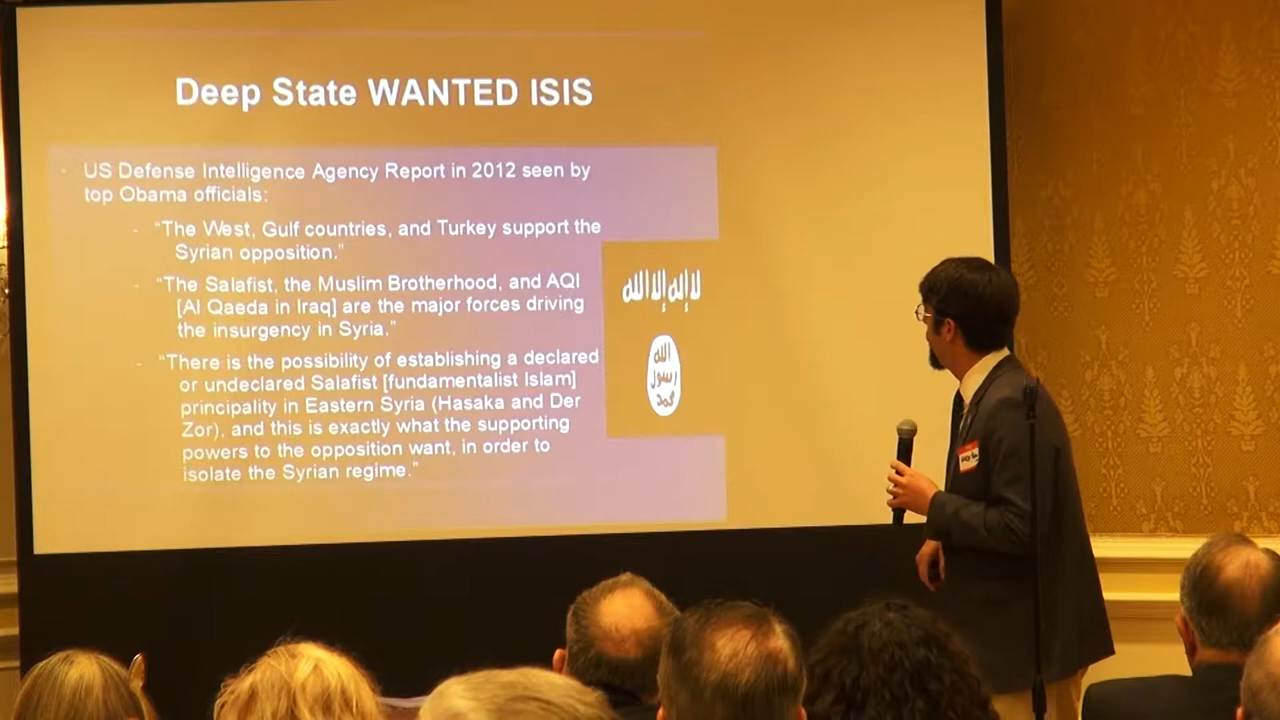 Deep State WANTED ISIS
- US Defense Intelligence Agency Report in 2012 seen by
top Obama officials:
- “The West, Gulf countries, and Turkey support the
Syrian opposition.”
- “The Salafist, the Muslim Brotherhood, and AQI
[Al Qaeda in Iraq] are the major forces driving
the insurgency in Syria.”
- “There is the possibility of establishing a declared
or undeclared Salafist [fundamentalist Islam]
principality in Eastern Syria (Hasaka and Der
Zor), and this is exactly what the supporting
powers to the opposition want, in order to
isolate the Syrian regime.”
لا إله إلا الله
الله
رسول
محمد